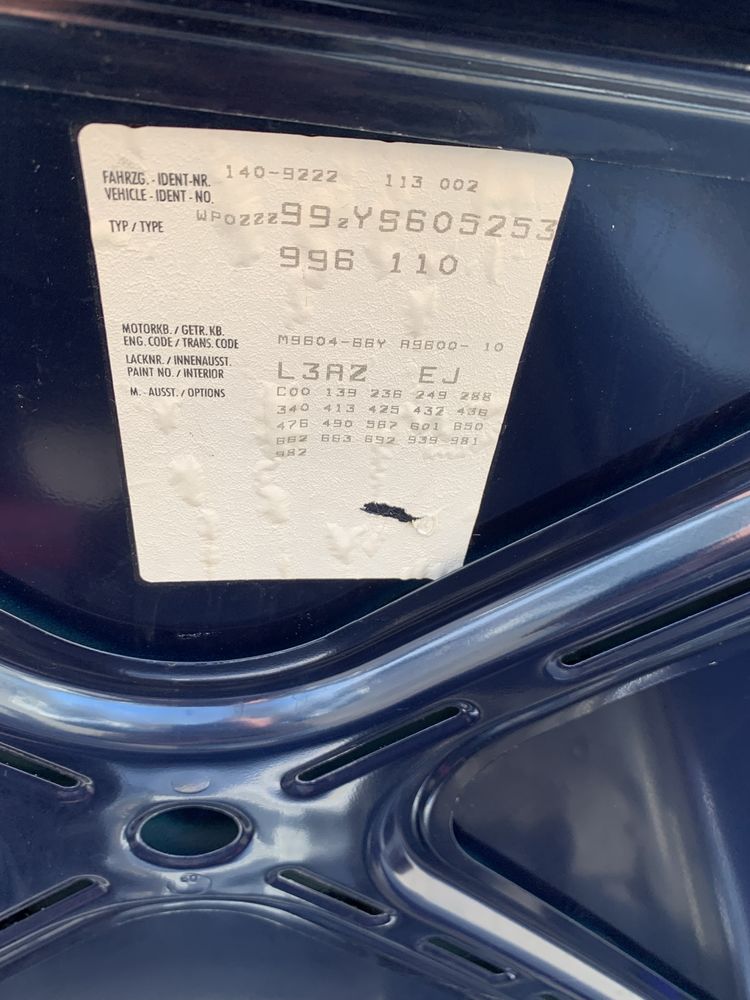 140-9222 113 002
FAHRZG. - IDENT-NR.
VEHICLE - IDENT - NO.
WP0ZZZ99ZYS605253
TYP / TYPE
996 110
MOTORKB. / GETR. KB.
ENG. CODE / TRANS. CODE M9604-66Y A9600- 10
LACKNR. / INNENAUSST.
PAINT NO. / INTERIOR L3AZ EJ
M. - AUSST. / OPTIONS C00 139 236 249 288
340 413 425 432 436
476 490 567 601 650
662 663 692 939 981
982